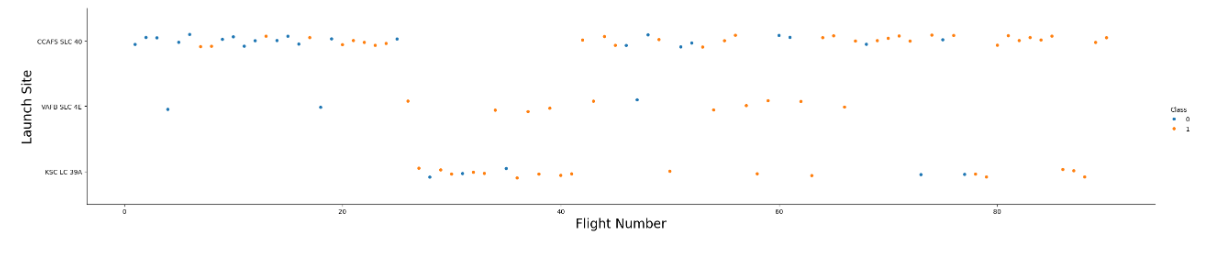 Launch Site
CCAFS SLC 40
VAFB SLC 4E
KSC LC 39A
0 20 40 60 80
Flight Number
Class
0
1